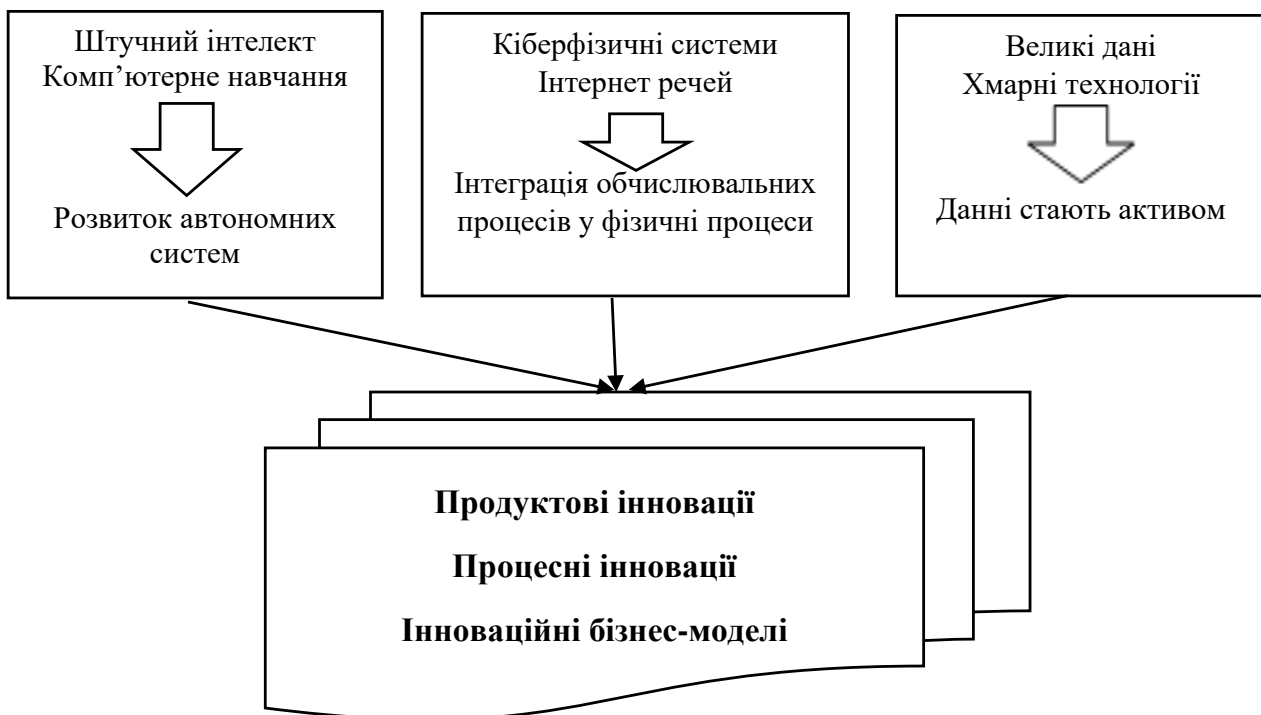 Штучний інтелект
Комп’ютерне навчання
Розвиток автономних
систем
Кіберфізичні системи
Інтернет речей
Інтеграція обчислювальних
процесів у фізичні процеси
Великі дані
Хмарні технології
Данні стають активом
Продуктові інновації
Процесні інновації
Інноваційні бізнес-моделі